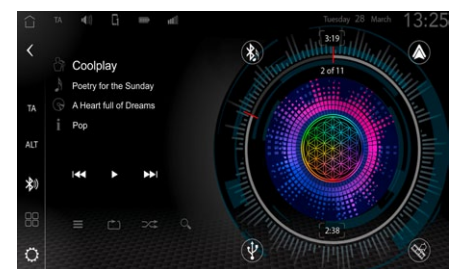 TA
Tuesday 28 March 13:25
3:19
Coolplay
2 of 11
Poetry for the Sunday
TA
A Heart full of Dreams
Pop
ALT
2:38